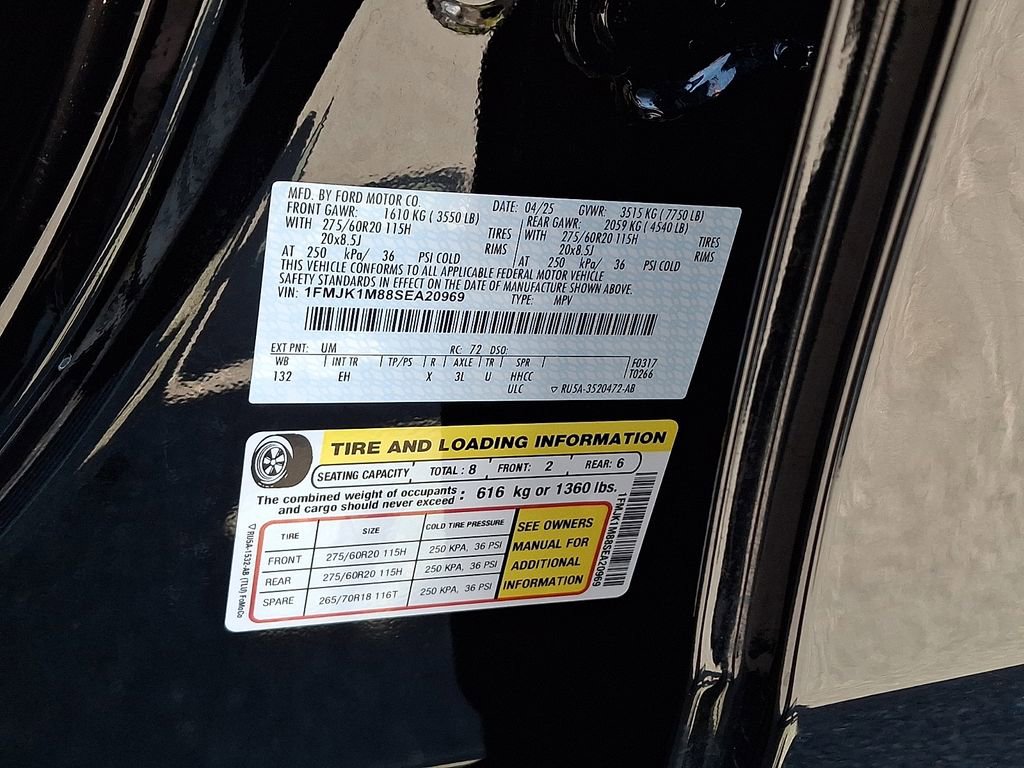 MFD. BY FORD MOTOR CO.
DATE: 04/25 GVWR: 3515 KG ( 7750 LB)
FRONT GAWR: 1610 KG ( 3550 LB) REAR GAWR: 2059 KG ( 4540 LB)
WITH 275/60R20 115H TIRES WITH 275/60R20 115H TIRES
20x8.5J RIMS 20x8.5J RIMS
AT 250 kPa/ 36 PSI COLD AT 250 kPa/ 36 PSI COLD
THIS VEHICLE CONFORMS TO ALL APPLICABLE FEDERAL MOTOR VEHICLE
SAFETY STANDARDS IN EFFECT ON THE DATE OF MANUFACTURE SHOWN ABOVE.
VIN: 1FMJK1M88SEA20969 TYPE: MPV
EXT PNT: UM RC: 72 DSO:
WB INT TR TP/PS R AXLE TR SPR F0317
132 EH X 3L U HHCC T0266
ULC ▽ RU5A-3520472-AB
TIRE AND LOADING INFORMATION
SEATING CAPACITY TOTAL : 8 FRONT: 2 REAR: 6
The combined weight of occupants and cargo should never exceed : 616 kg or 1360 lbs.
TIRE SIZE COLD TIRE PRESSURE
FRONT 275/60R20 115H 250 KPA, 36 PSI
REAR 275/60R20 115H 250 KPA, 36 PSI
SPARE 265/70R18 116T 250 KPA, 36 PSI
SEE OWNERS
MANUAL FOR
ADDITIONAL
INFORMATION
1FMJK1M88SEA20969
▽ RU5A-1532-AB (TLU) FoMoCo